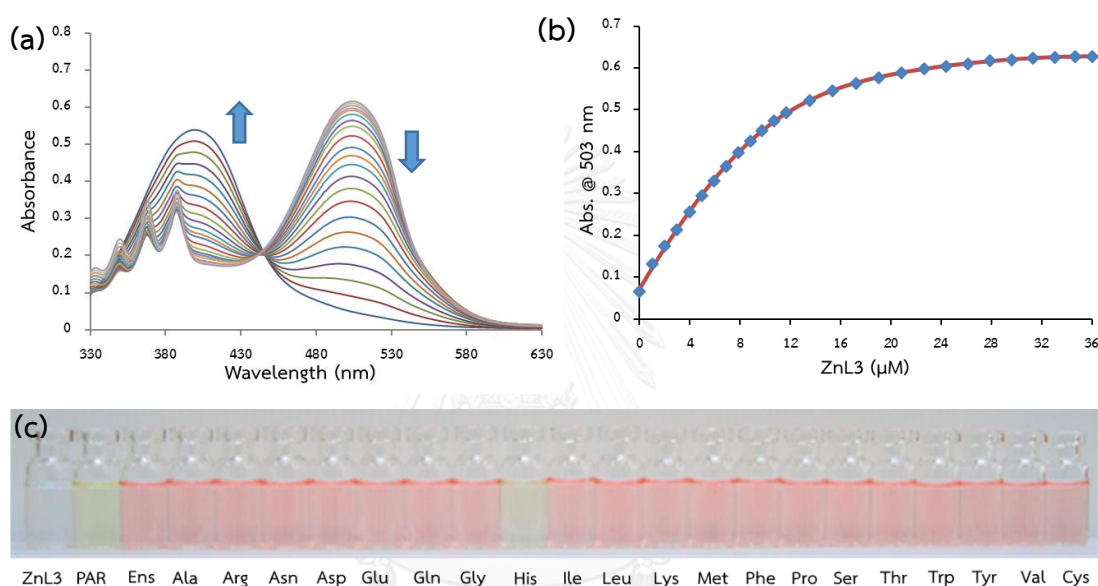 (a)
0.8
0.7
0.6
0.5
0.4
0.3
0.2
0.1
0
Absorbance
330 380 430 480 530 580 630
Wavelength (nm)
(b)
0.7
0.6
0.5
0.4
0.3
0.2
0.1
0
Abs. @ 503 nm
0 4 8 12 16 20 24 28 32 36
ZnL3 (µM)
(c)
ZnL3 PAR Ens Ala Arg Asn Asp Glu Gln Gly His Ile Leu Lys Met Phe Pro Ser Thr Trp Tyr Val Cys